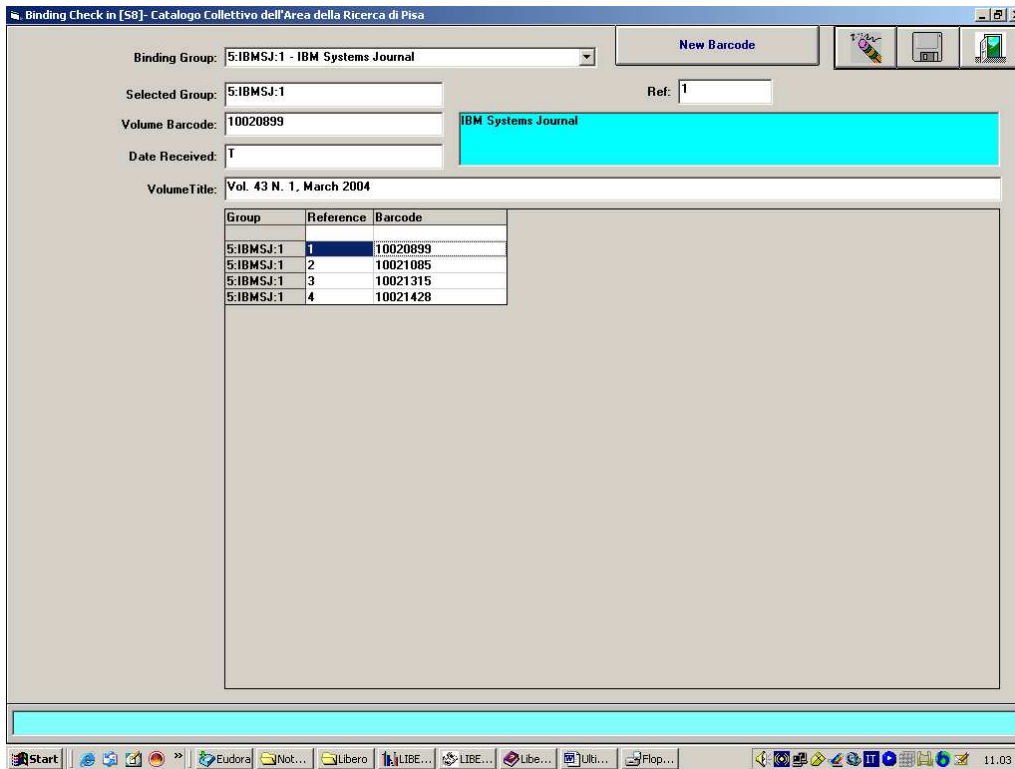 Binding Check in [S8]- Catalogo Collettivo dell'Area della Ricerca di Pisa
New Barcode
Binding Group: 5:IBMSJ:1 - IBM Systems Journal
Selected Group: 5:IBMSJ:1 Ref: 1
Volume Barcode: 10020899 IBM Systems Journal
Date Received: T
VolumeTitle: Vol. 43 N. 1, March 2004
Group Reference Barcode
5:IBMSJ:1 1 10020899
5:IBMSJ:1 2 10021085
5:IBMSJ:1 3 10021315
5:IBMSJ:1 4 10021428
Start » Eudora Not... Libero LIBE... LIBE... Libe... Ulti... Flop... IT 11.03